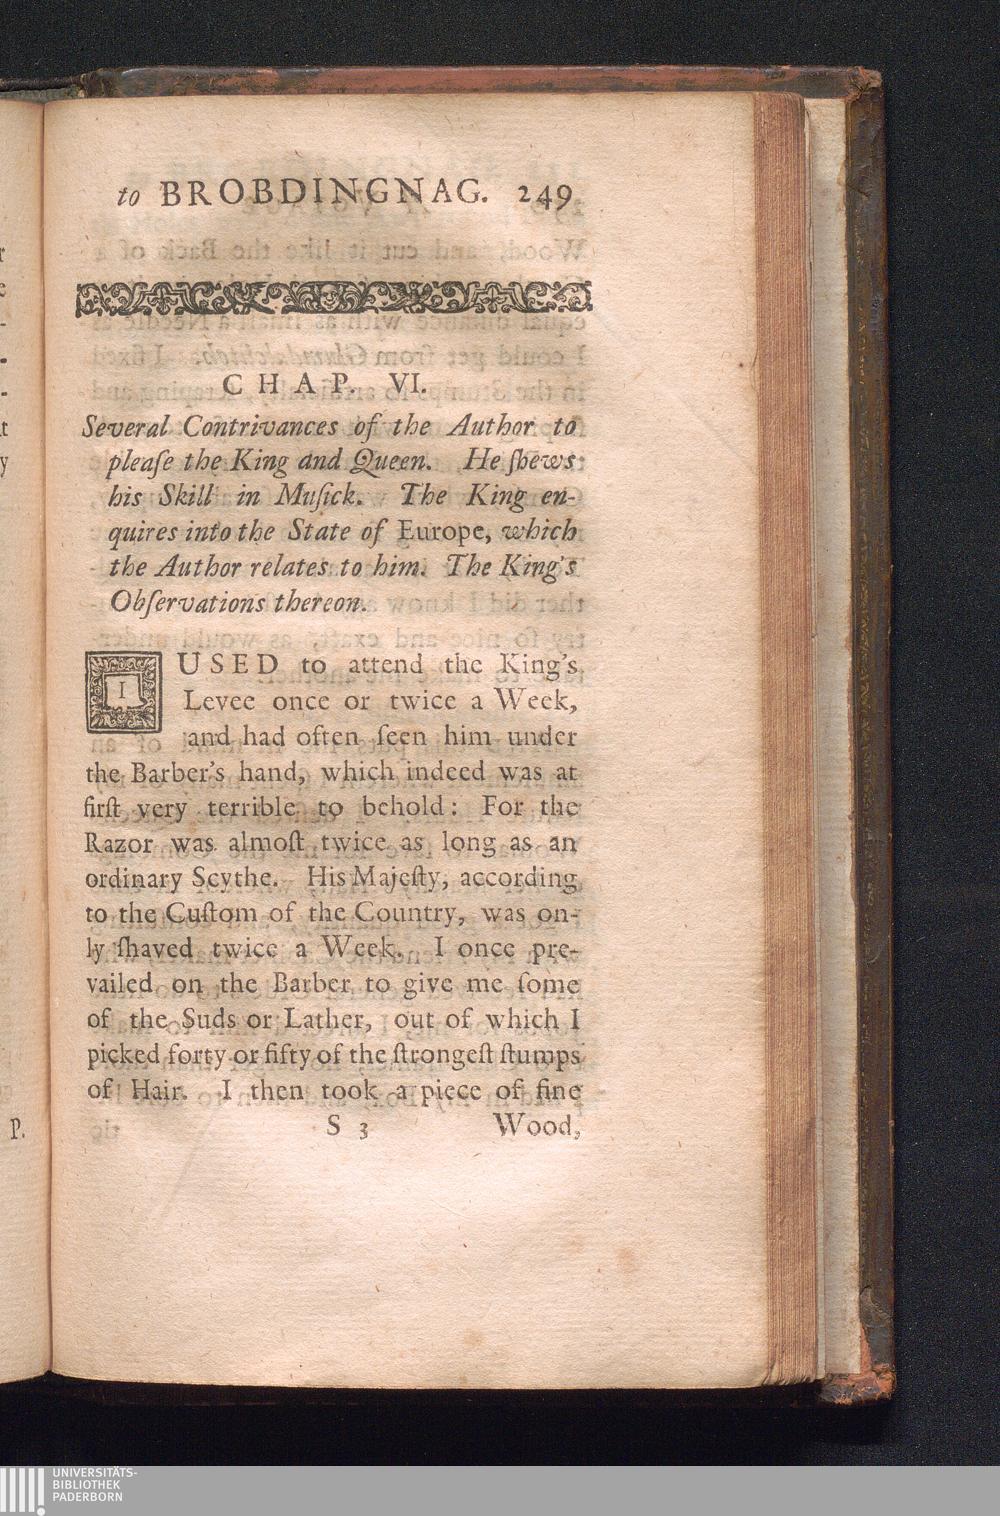 to BROBDINGNAG. 249
CHAP. VI.
Several Contrivances of the Author to
pleaſe the King and Queen. He ſhews
his Skill in Muſick. The King en-
quires into the State of Europe, which
the Author relates to him. The King's
Obſervations thereon.
I USED to attend the King's
Levee once or twice a Week,
and had often ſeen him under
the Barber's hand, which indeed was at
firſt very terrible to behold: For the
Razor was almoſt twice as long as an
ordinary Scythe. His Majeſty, according
to the Cuſtom of the Country, was on-
ly ſhaved twice a Week. I once pre-
vailed on the Barber to give me ſome
of the Suds or Lather, out of which I
picked forty or fifty of the ſtrongeſt ſtumps
of Hair. I then took a piece of fine
S 3 Wood,
P.
UNIVERSITÄTS-
BIBLIOTHEK
PADERBORN